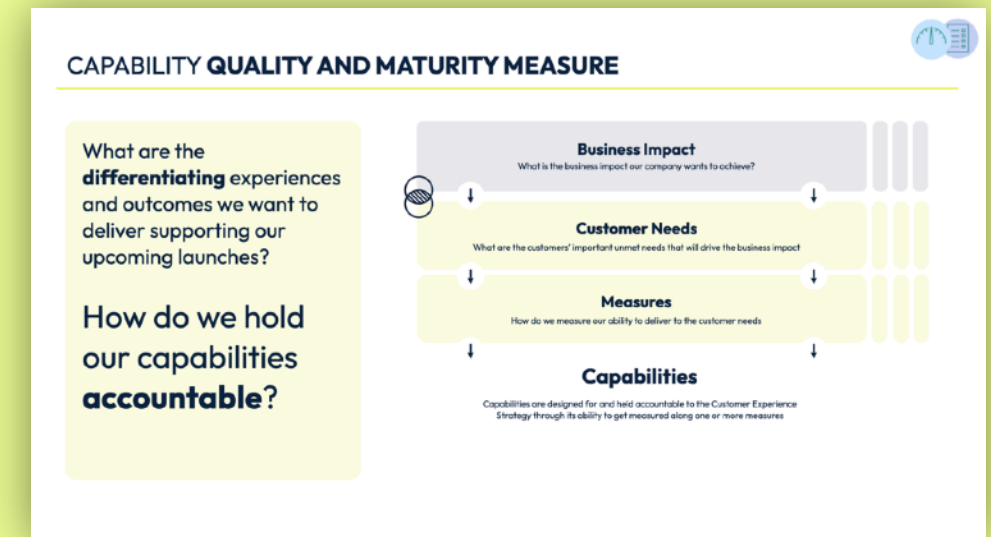 CAPABILITY QUALITY AND MATURITY MEASURE
What are the
differentiating experiences
and outcomes we want to
deliver supporting our
upcoming launches?
How do we hold
our capabilities
accountable?
Business Impact
What is the business impact our company wants to achieve?
Customer Needs
What are the customers' important unmet needs that will drive the business impact
Measures
How do we measure our ability to deliver to the customer needs
Capabilities
Capabilities are designed for and held accountable to the Customer Experience
Strategy through its ability to get measured along one or more measures